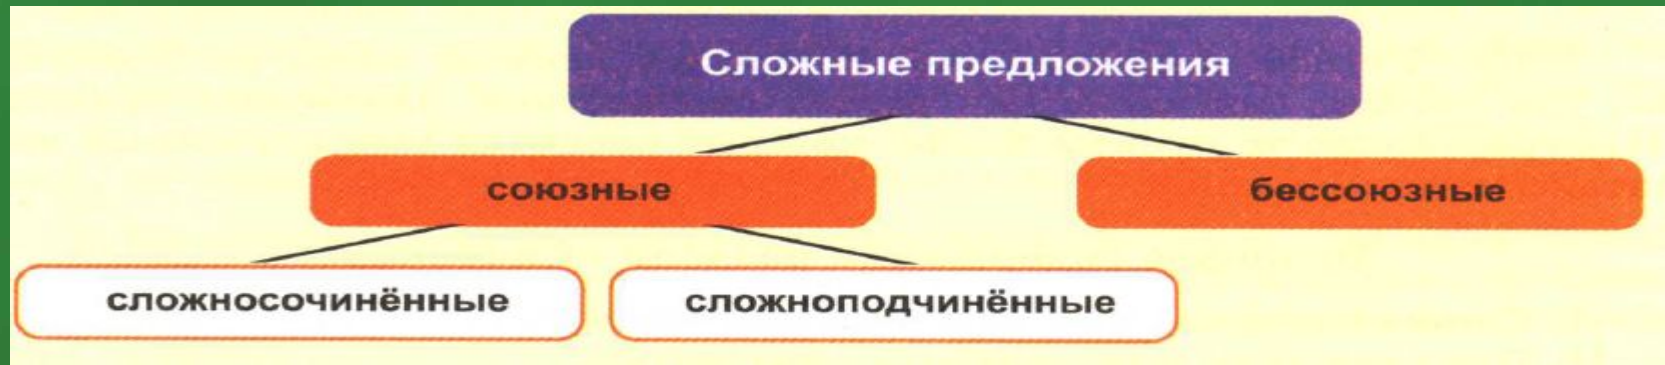 Сложные предложения
союзные
бессоюзные
сложносочинённые
сложноподчинённые